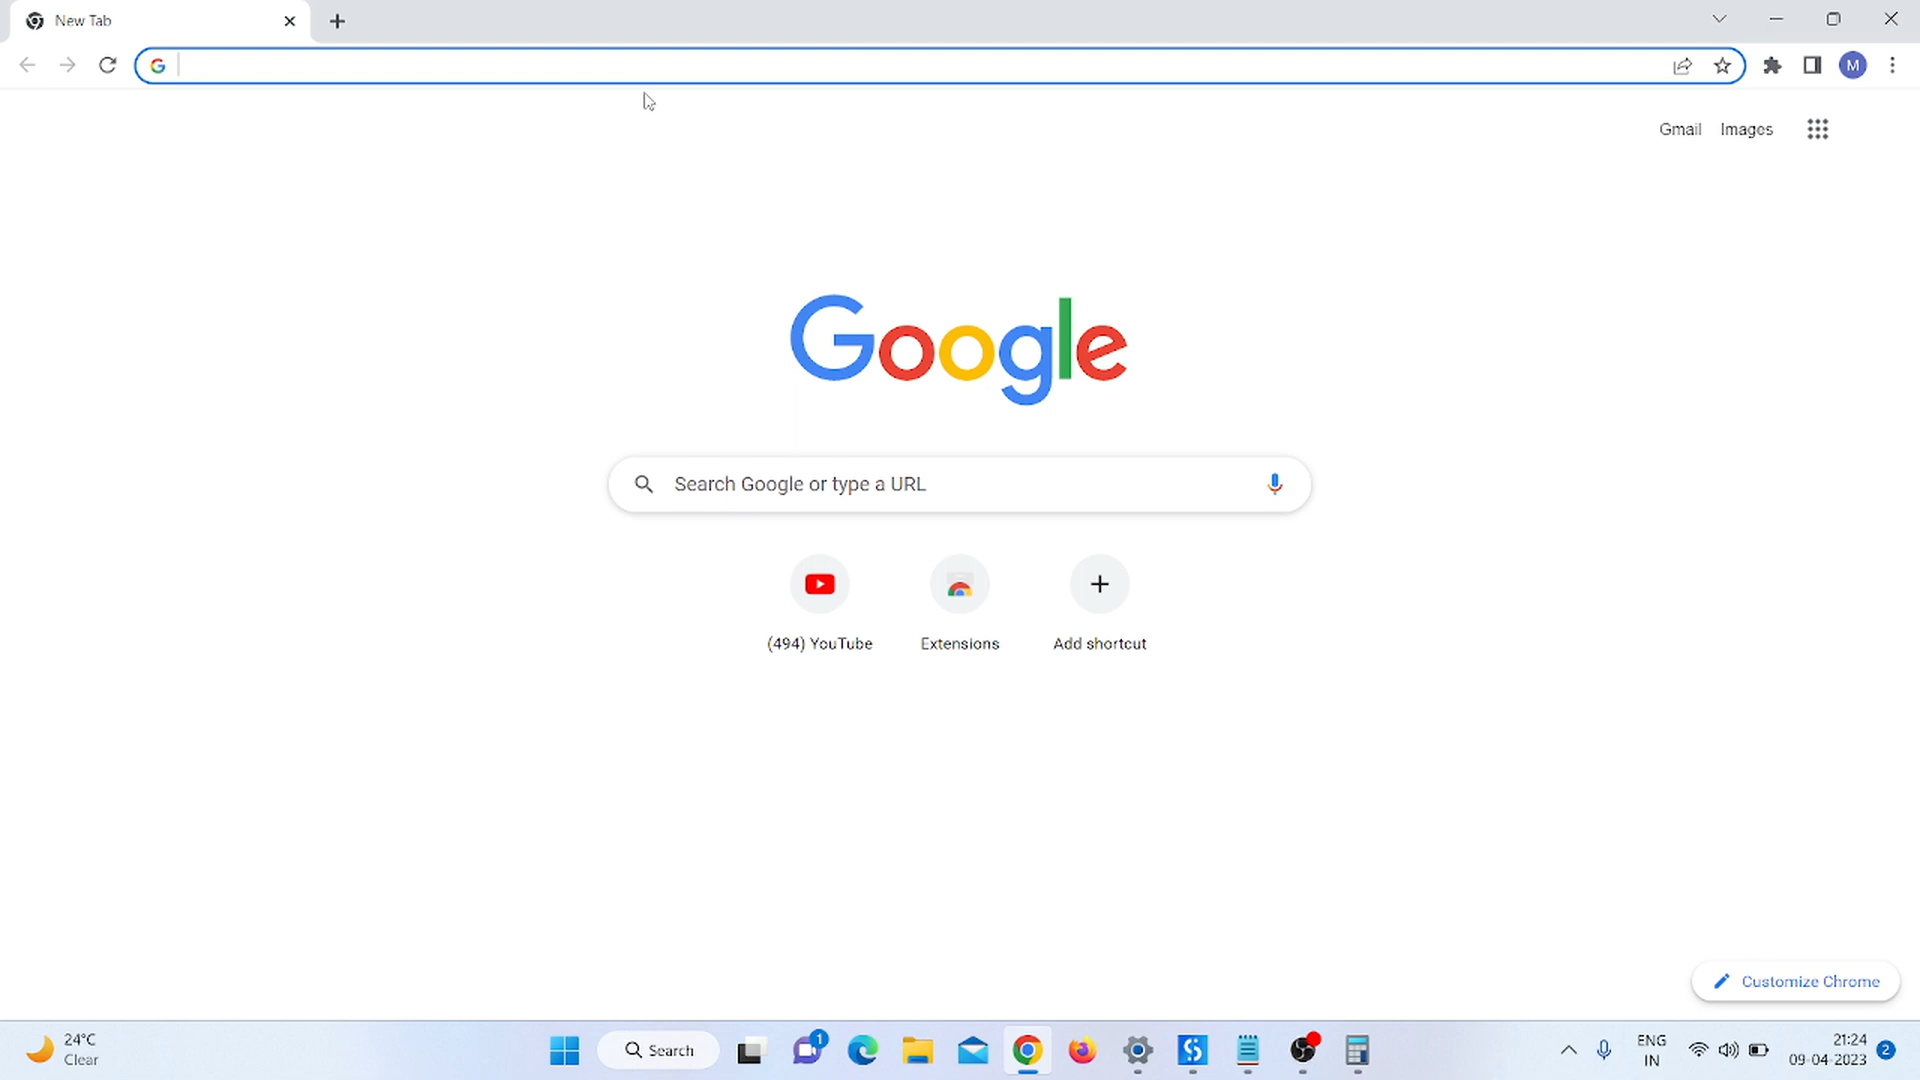 New Tab
M
Gmail Images
Google
Search Google or type a URL
(494) YouTube
Extensions
Add shortcut
Customize Chrome
24°C
Clear
Search
1
ENG
IN
21:24
09-04-2023
2